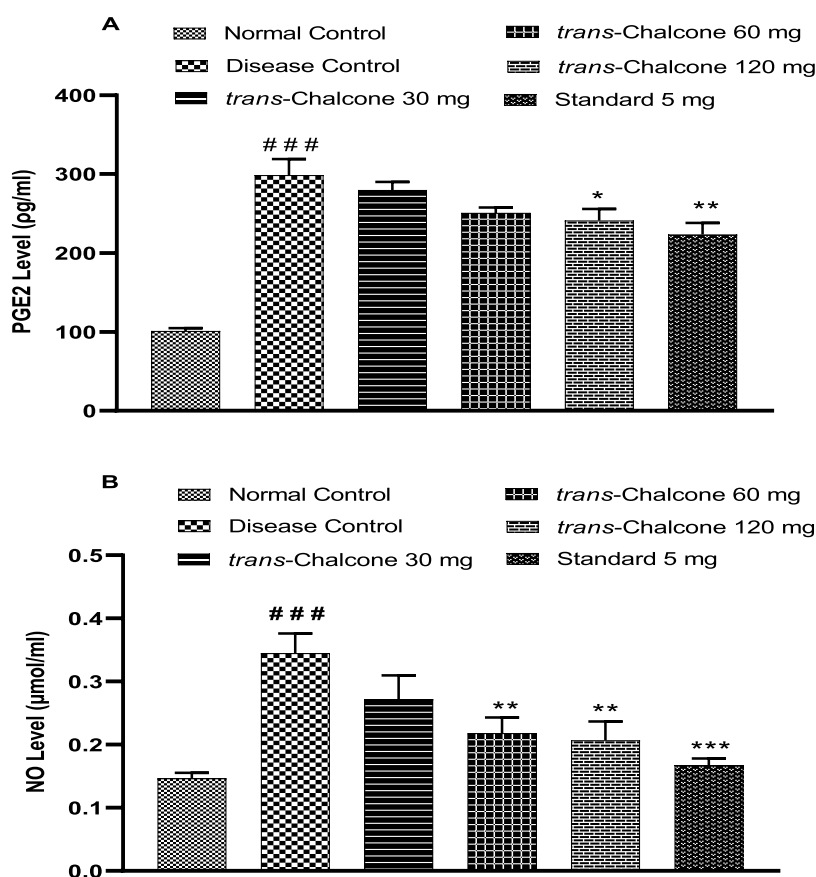 A
Normal Control
Disease Control
trans-Chalcone 30 mg
trans-Chalcone 60 mg
trans-Chalcone 120 mg
Standard 5 mg
PGE2 Level (ρg/ml)
400
300
200
100
0
###
*
**
B
Normal Control
Disease Control
trans-Chalcone 30 mg
trans-Chalcone 60 mg
trans-Chalcone 120 mg
Standard 5 mg
NO Level (µmol/ml)
0.5
0.4
0.3
0.2
0.1
0.0
###
**
**
***